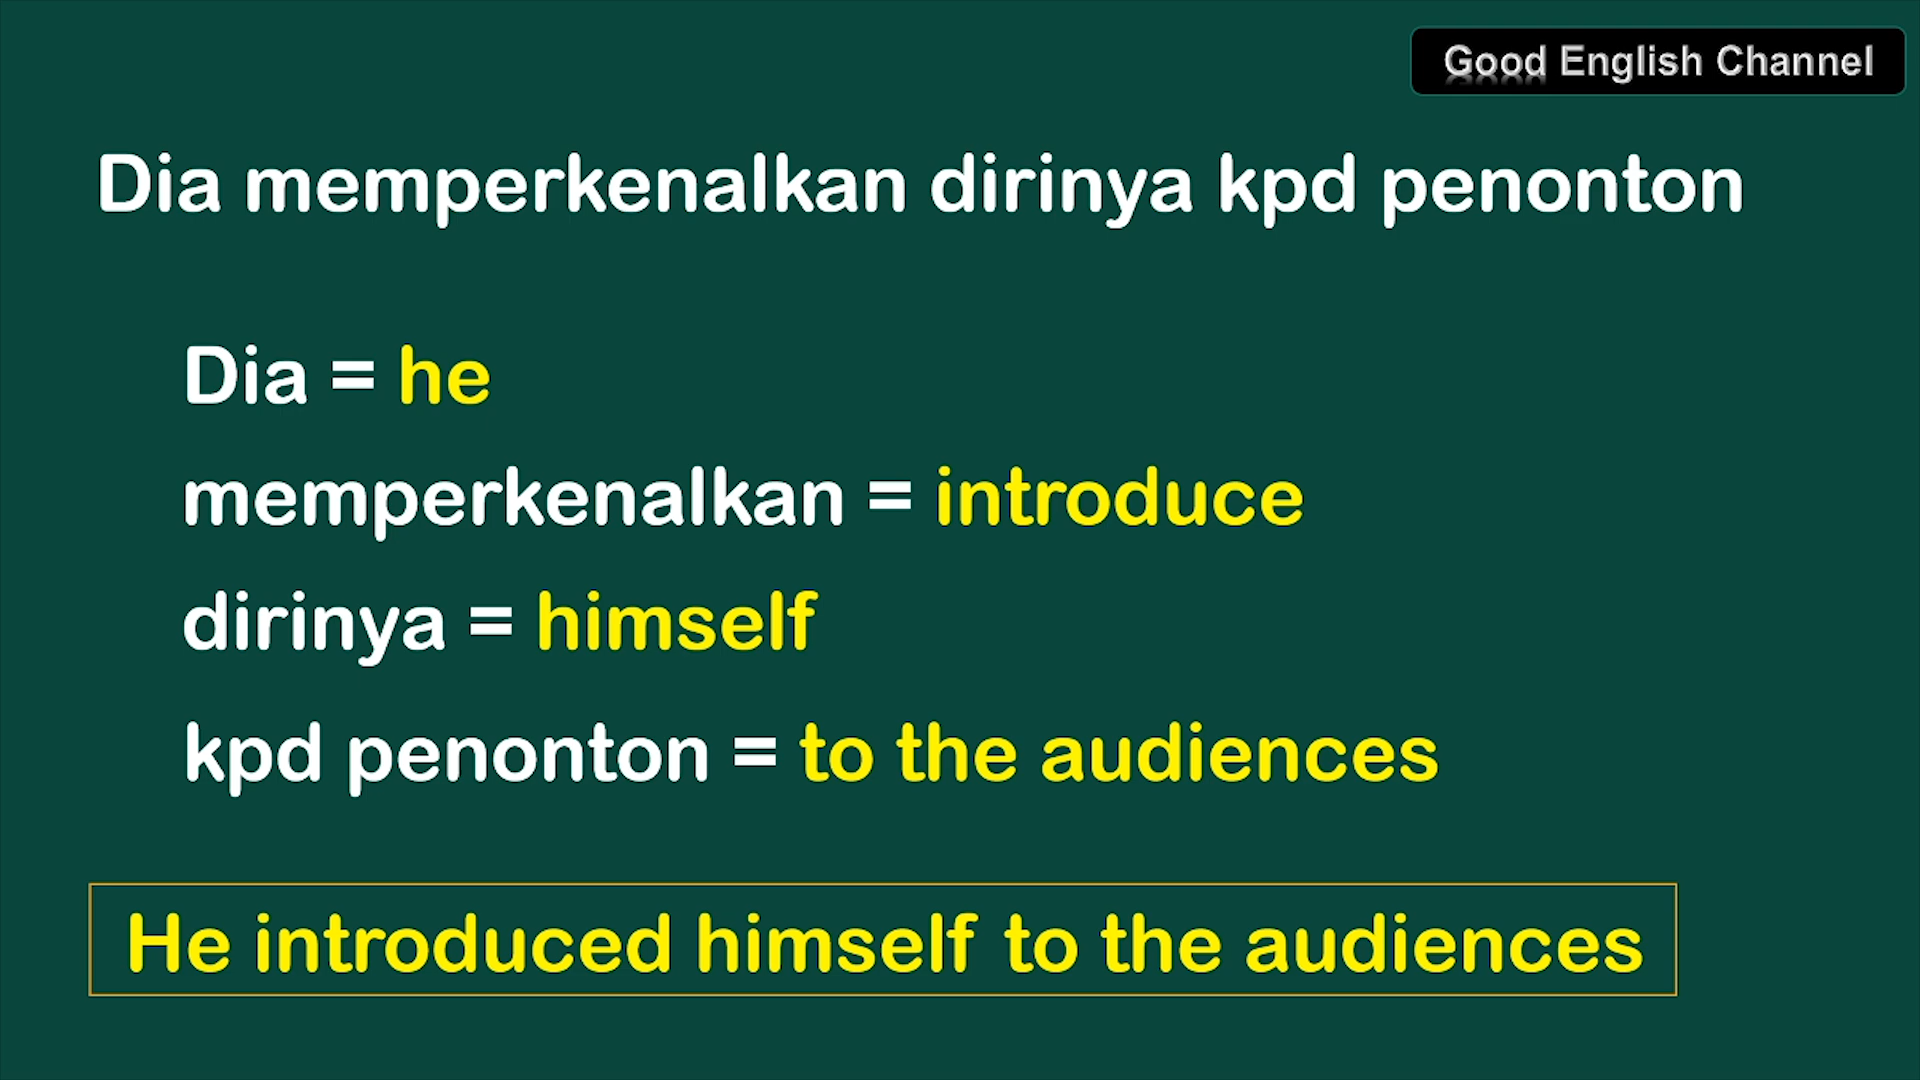 Good English Channel
Dia memperkenalkan dirinya kpd penonton
Dia = he
memperkenalkan = introduce
dirinya = himself
kpd penonton = to the audiences
He introduced himself to the audiences